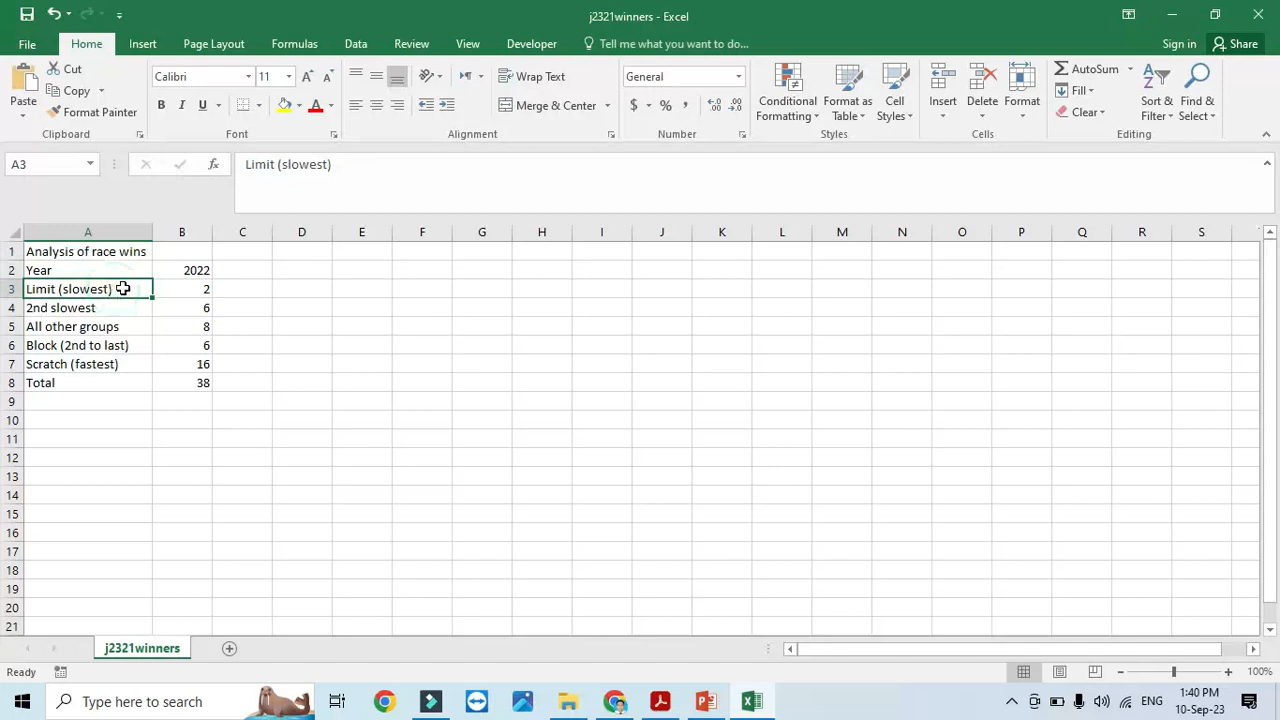 j2321winners - Excel
File Home Insert Page Layout Formulas Data Review View Developer Tell me what you want to do... Sign in Share
Paste Cut Copy Format Painter Clipboard
Calibri 11 B I U A Font
Wrap Text Merge & Center Alignment
General $ % , Number
Conditional Formatting Format as Table Cell Styles Styles
Insert Delete Format Cells
AutoSum Fill Clear Sort & Filter Find & Select Editing
A3 fx Limit (slowest)
A B C D E F G H I J K L M N O P Q R S
1 Analysis of race wins
2 Year 2022
3 Limit (slowest) 2
4 2nd slowest 6
5 All other groups 8
6 Block (2nd to last) 6
7 Scratch (fastest) 16
8 Total 38
9
10
11
12
13
14
15
16
17
18
19
20
21
j2321winners
Ready 100%
Type here to search ENG 1:40 PM
10-Sep-23